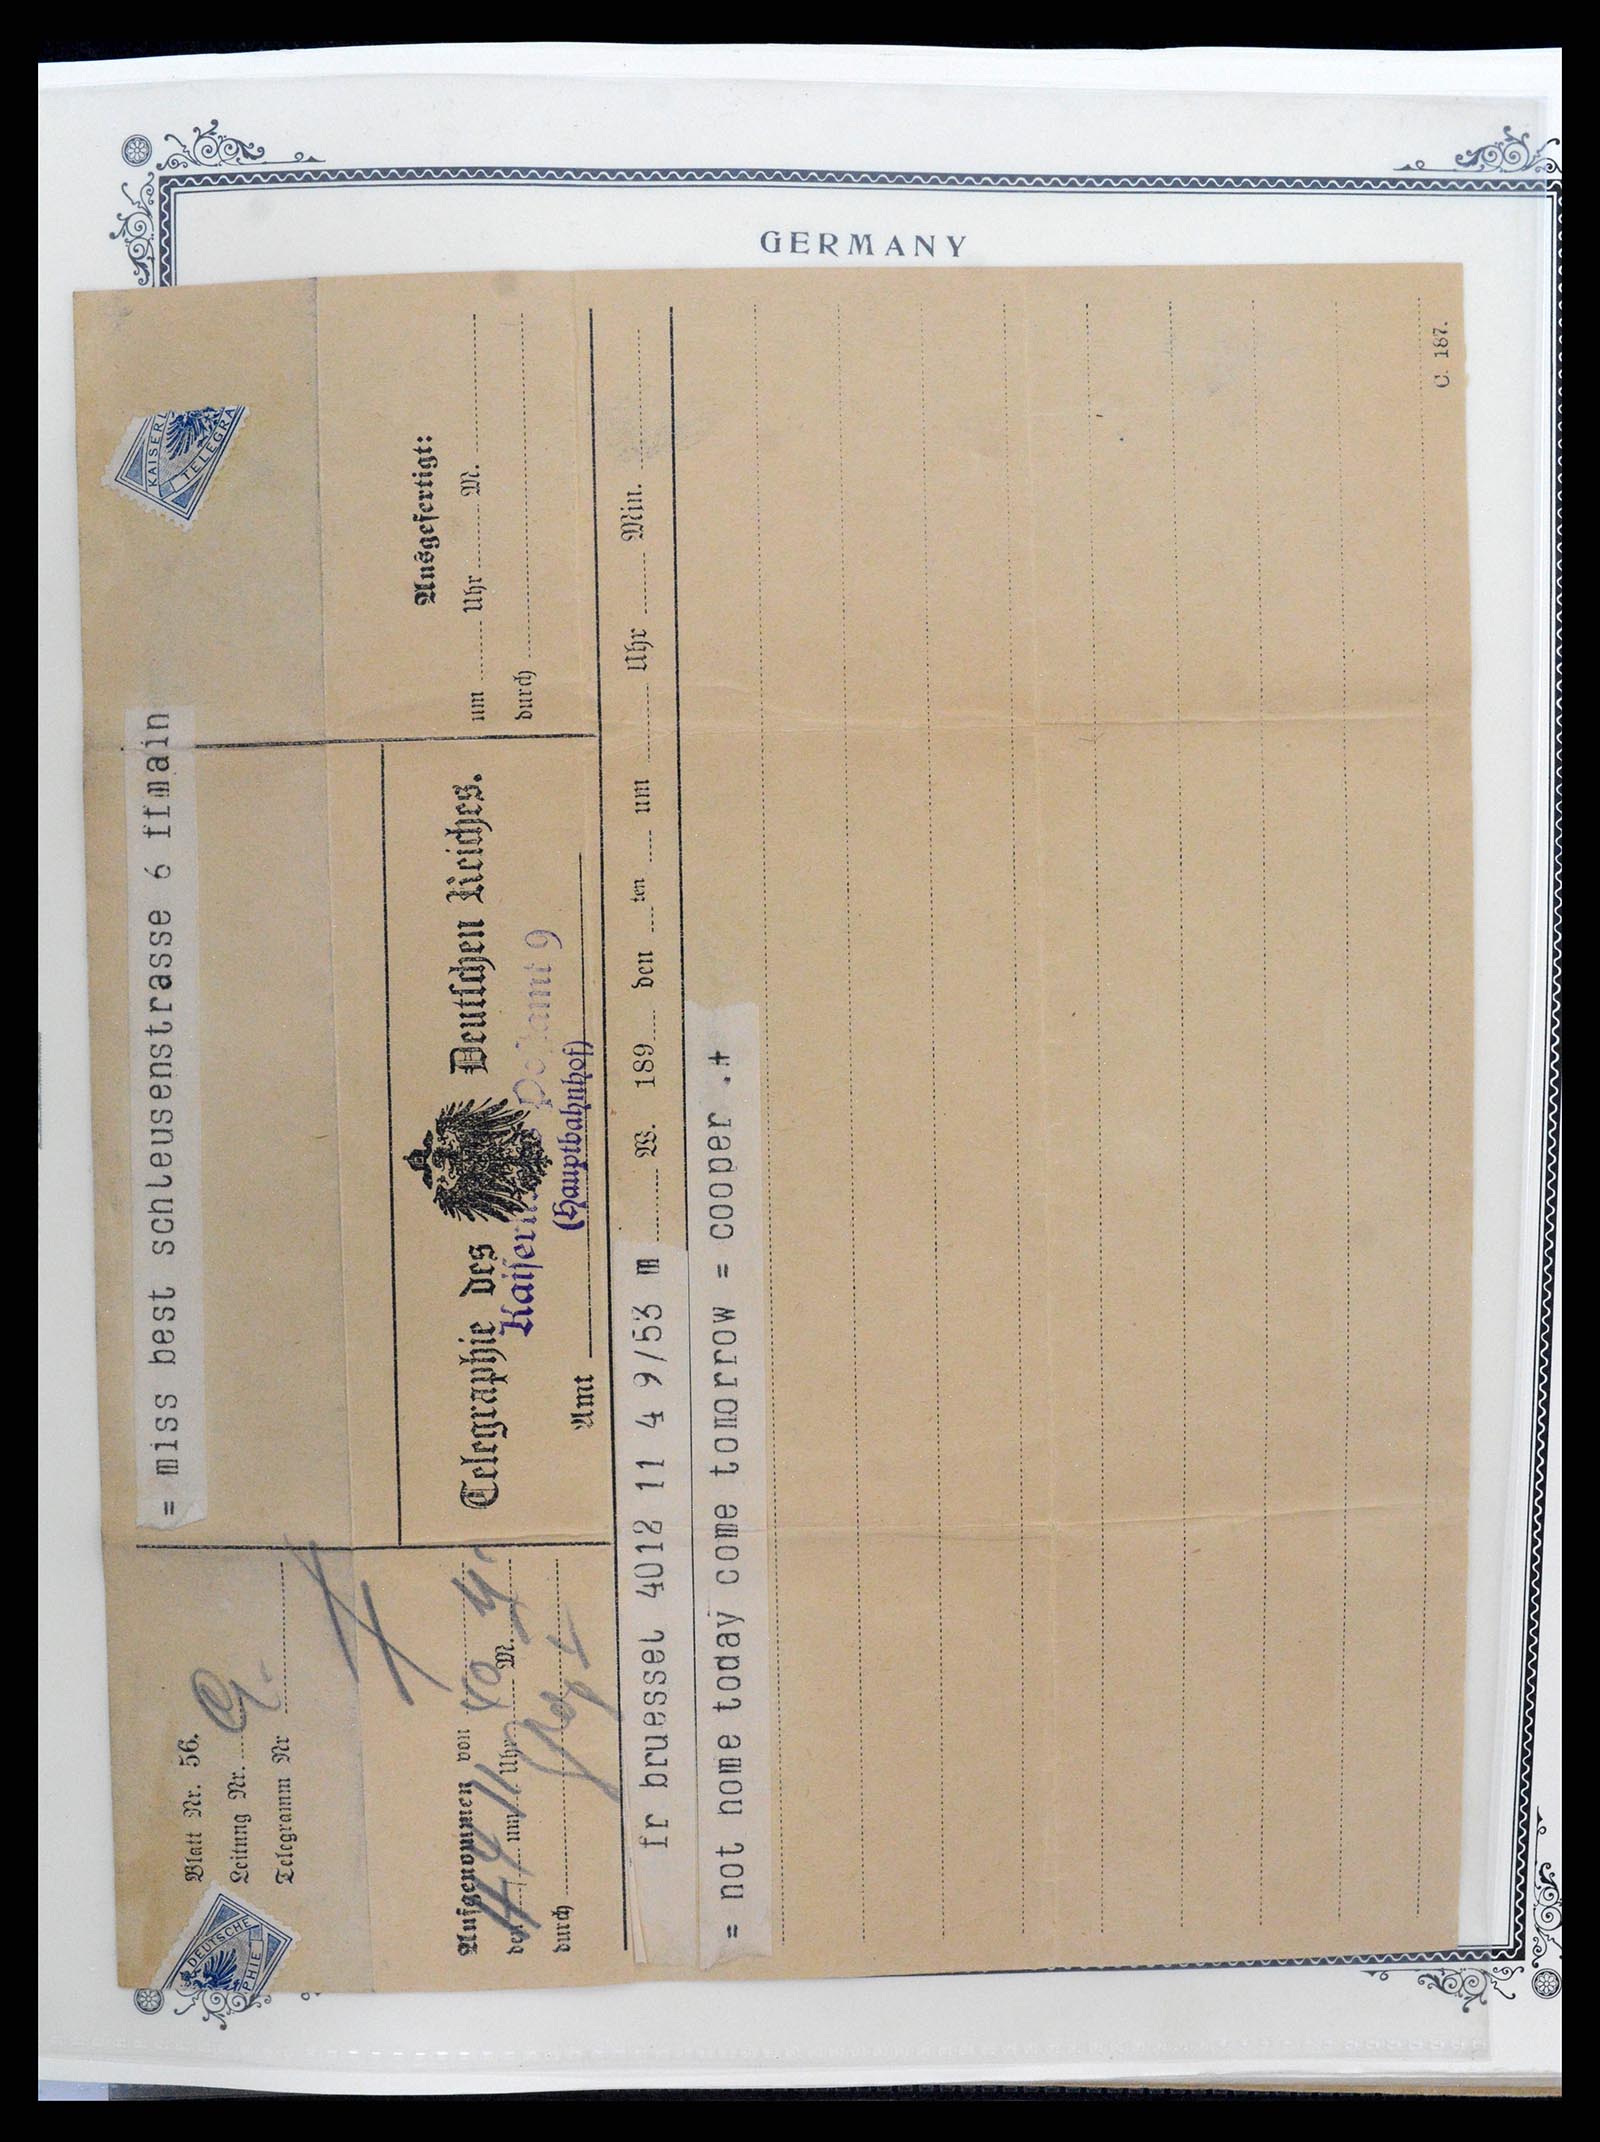 GERMANY
KAISERL
TELEGRA
DEUTSCHE
PHIE
Blatt Nr. 56.
Leitung Nr.
Telegramm Nr
= miss best schleusenstrasse 6 ffmain
Aufgenommen von
den um Uhr M.
durch
Telegraphie des Deutschen Reiches.
Postamt 9
(Hauptbahnhof)
Amt
Ausgefertigt:
um Uhr M.
durch
fr bruessel 4012 11 4 9/53 m W. 189 den ten um Uhr Min.
= not home today come tomorrow = cooper .+
C. 187.